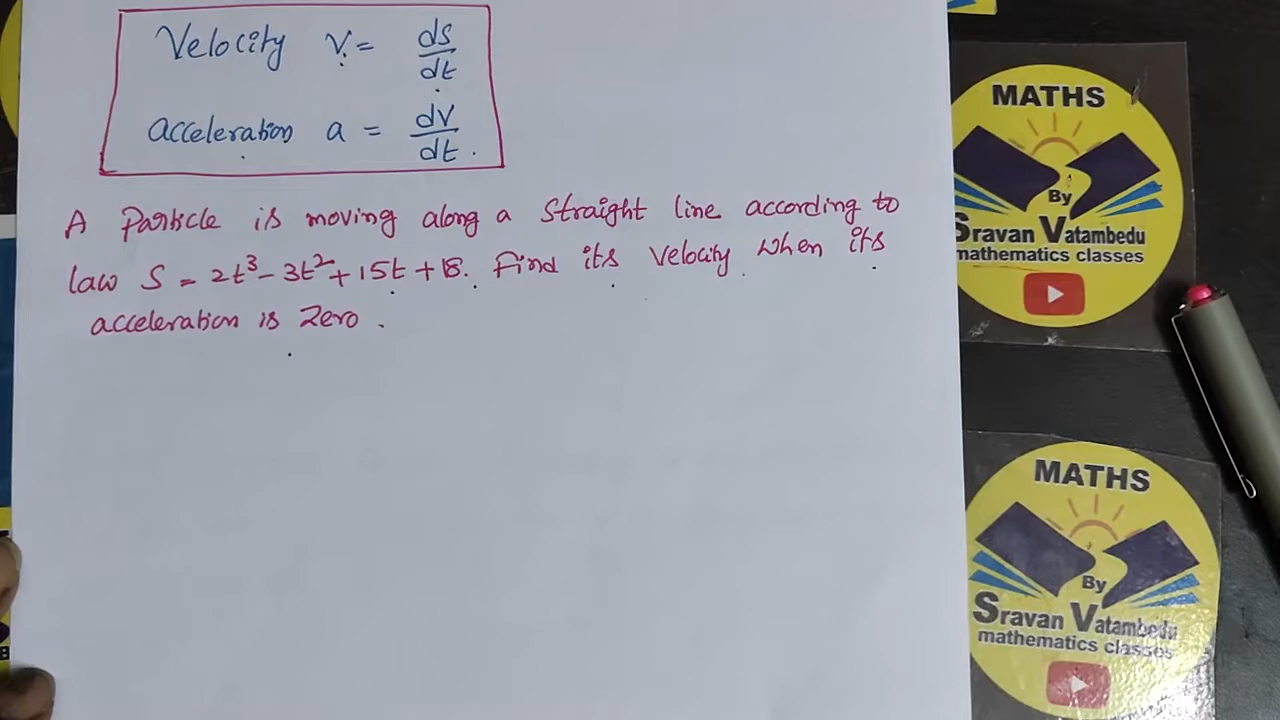 Velocity V = ds/dt
acceleration a = dv/dt.
A particle is moving along a straight line according to
law S = 2t³ - 3t² + 15t + 18. Find its velocity when its
acceleration is zero.
MATHS
By
Sravan Vatambedu
mathematics classes
MATHS
By
Sravan Vatambedu
mathematics classes